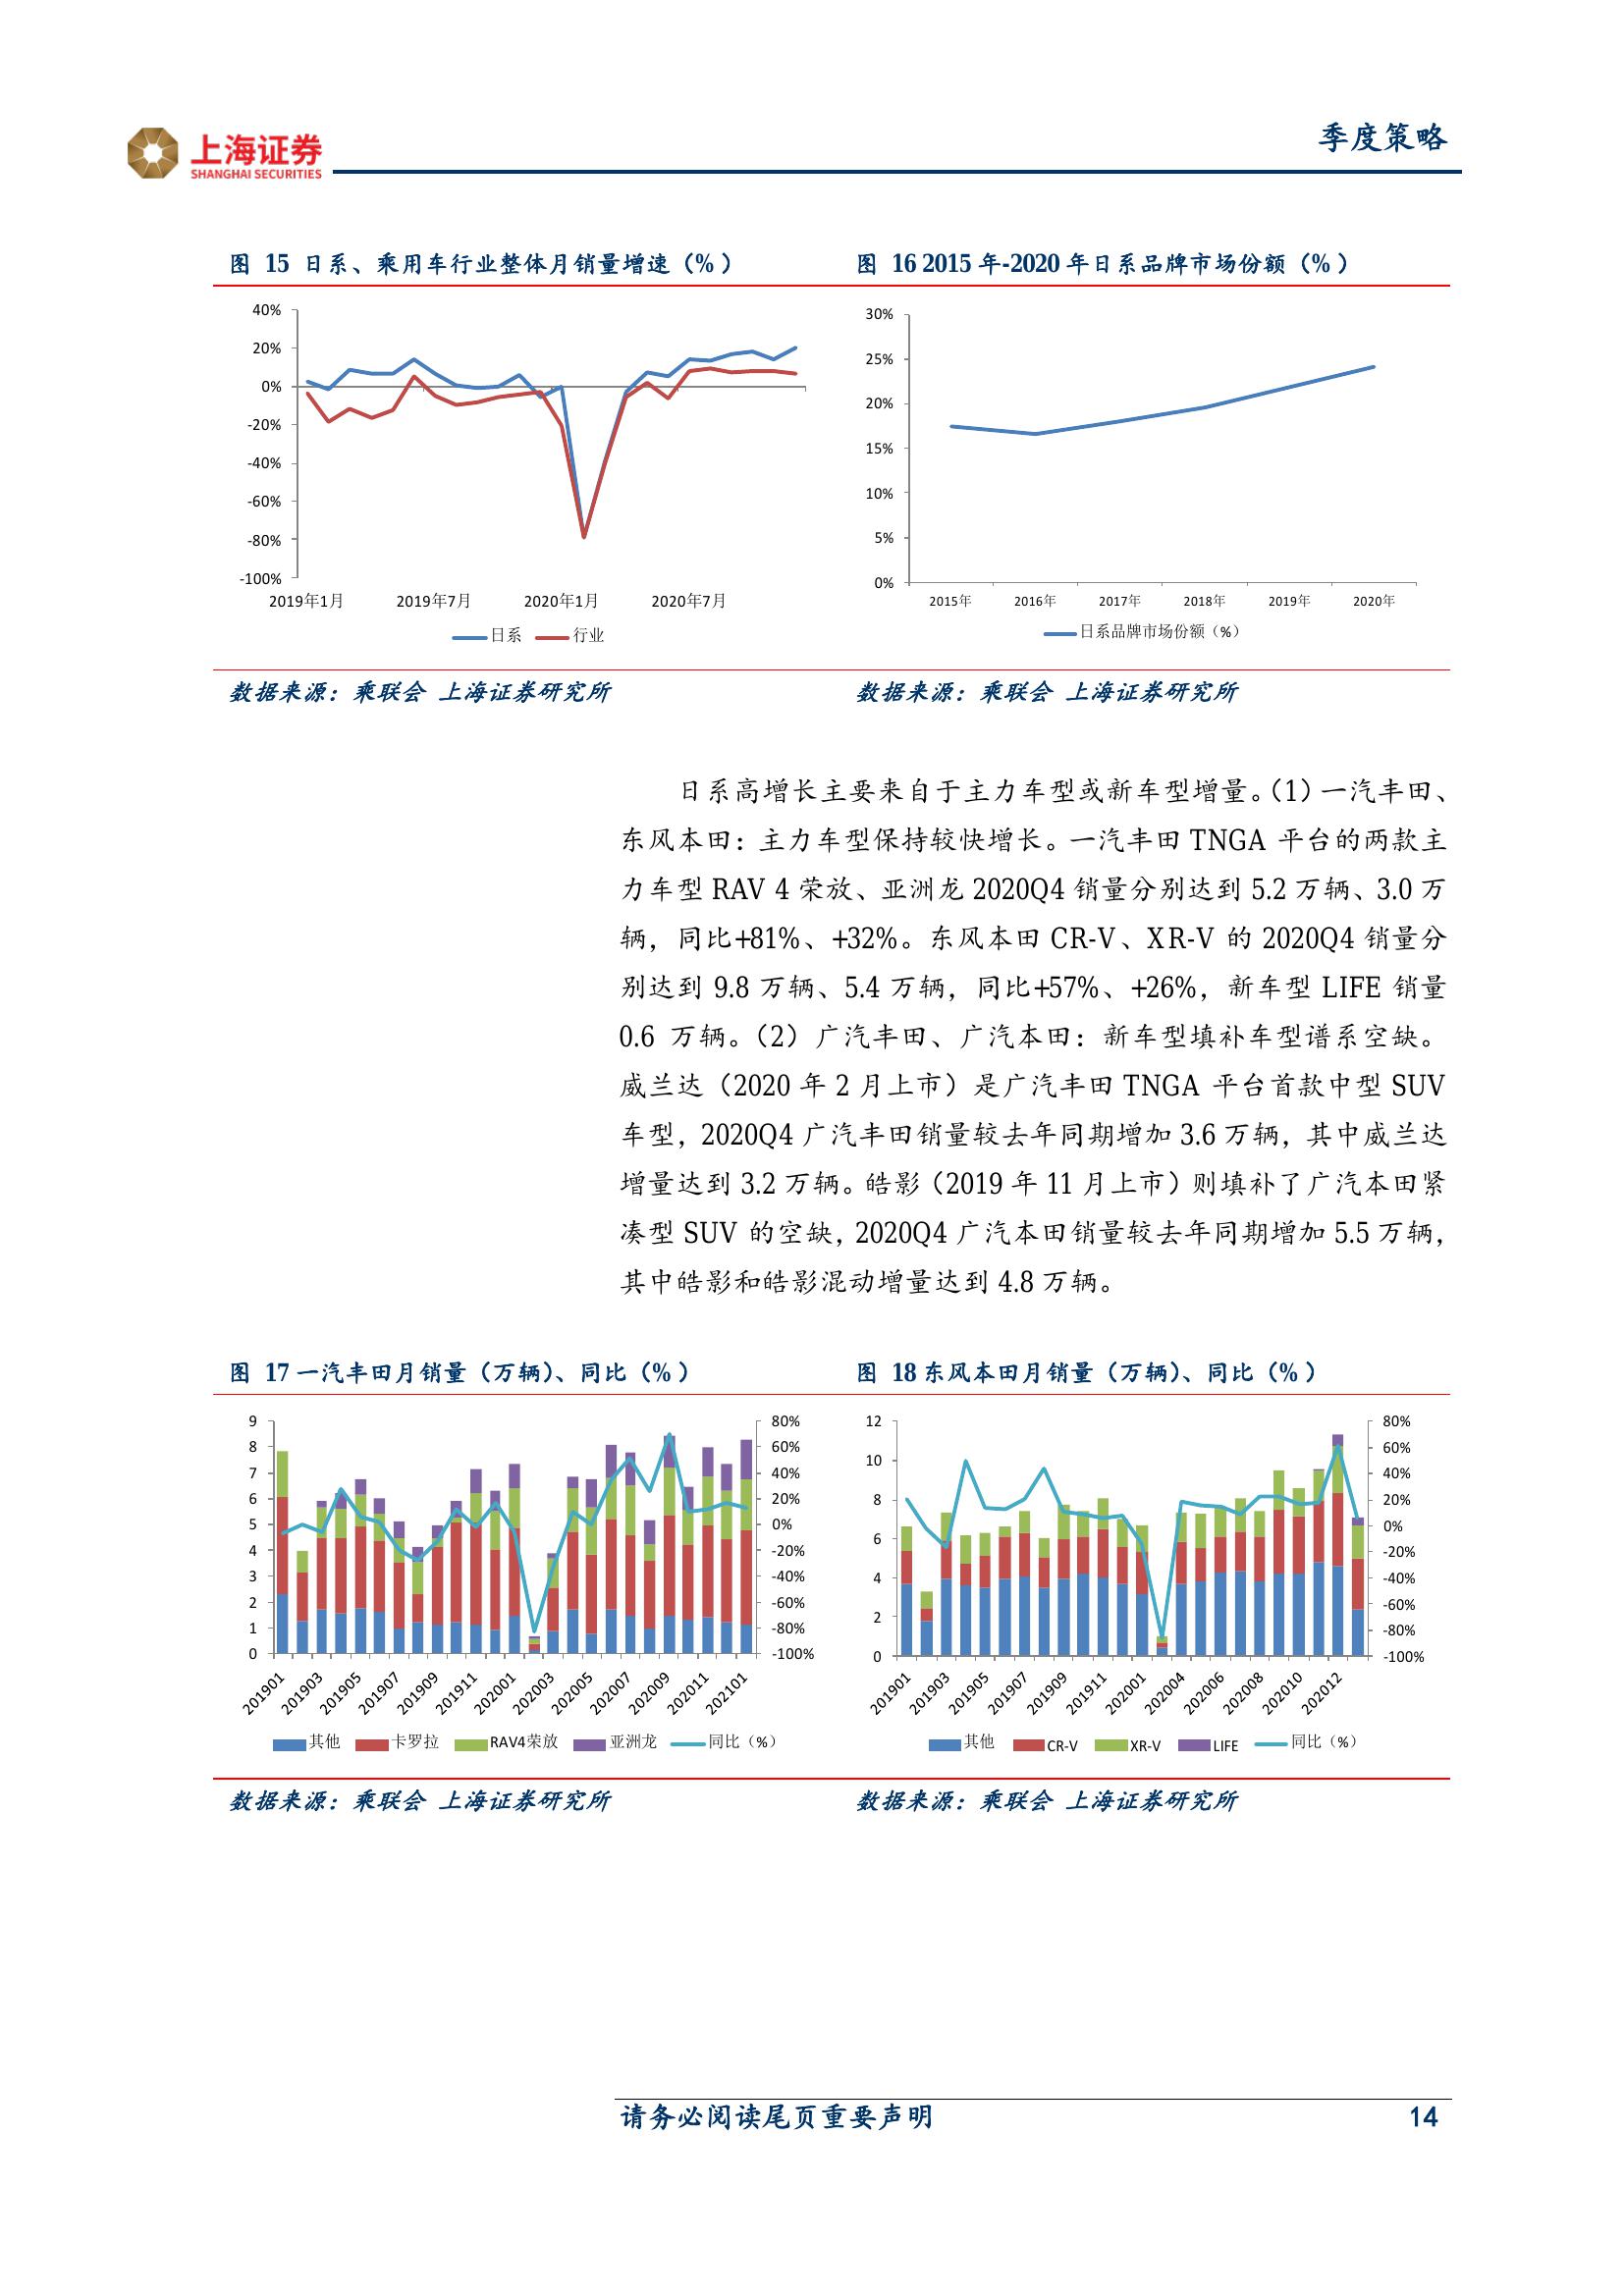 上海证券
SHANGHAI SECURITIES
季度策略
图 15 日系、乘用车行业整体月销量增速（%）
40%
20%
0%
-20%
-40%
-60%
-80%
-100%
2019年1月 2019年7月 2020年1月 2020年7月
日系 行业
图 16 2015 年-2020 年日系品牌市场份额（%）
30%
25%
20%
15%
10%
5%
0%
2015年 2016年 2017年 2018年 2019年 2020年
日系品牌市场份额（%）
数据来源：乘联会 上海证券研究所
数据来源：乘联会 上海证券研究所
日系高增长主要来自于主力车型或新车型增量。（1）一汽丰田、
东风本田：主力车型保持较快增长。一汽丰田 TNGA 平台的两款主
力车型 RAV 4 荣放、亚洲龙 2020Q4 销量分别达到 5.2 万辆、3.0 万
辆，同比+81%、+32%。东风本田 CR-V、XR-V 的 2020Q4 销量分
别达到 9.8 万辆、5.4 万辆，同比+57%、+26%，新车型 LIFE 销量
0.6 万辆。（2）广汽丰田、广汽本田：新车型填补车型谱系空缺。
威兰达（2020 年 2 月上市）是广汽丰田 TNGA 平台首款中型 SUV
车型，2020Q4 广汽丰田销量较去年同期增加 3.6 万辆，其中威兰达
增量达到 3.2 万辆。皓影（2019 年 11 月上市）则填补了广汽本田紧
凑型 SUV 的空缺，2020Q4 广汽本田销量较去年同期增加 5.5 万辆，
其中皓影和皓影混动增量达到 4.8 万辆。
图 17 一汽丰田月销量（万辆）、同比（%）
9
8
7
6
5
4
3
2
1
0
80%
60%
40%
20%
0%
-20%
-40%
-60%
-80%
-100%
201901 201903 201905 201907 201909 201911 202001 202003 202005 202007 202009 202011 202101
其他 卡罗拉 RAV4荣放 亚洲龙 同比（%）
图 18 东风本田月销量（万辆）、同比（%）
12
10
8
6
4
2
0
80%
60%
40%
20%
0%
-20%
-40%
-60%
-80%
-100%
201901 201903 201905 201907 201909 201911 202001 202004 202006 202008 202010 202012
其他 CR-V XR-V LIFE 同比（%）
数据来源：乘联会 上海证券研究所
数据来源：乘联会 上海证券研究所
请务必阅读尾页重要声明 14